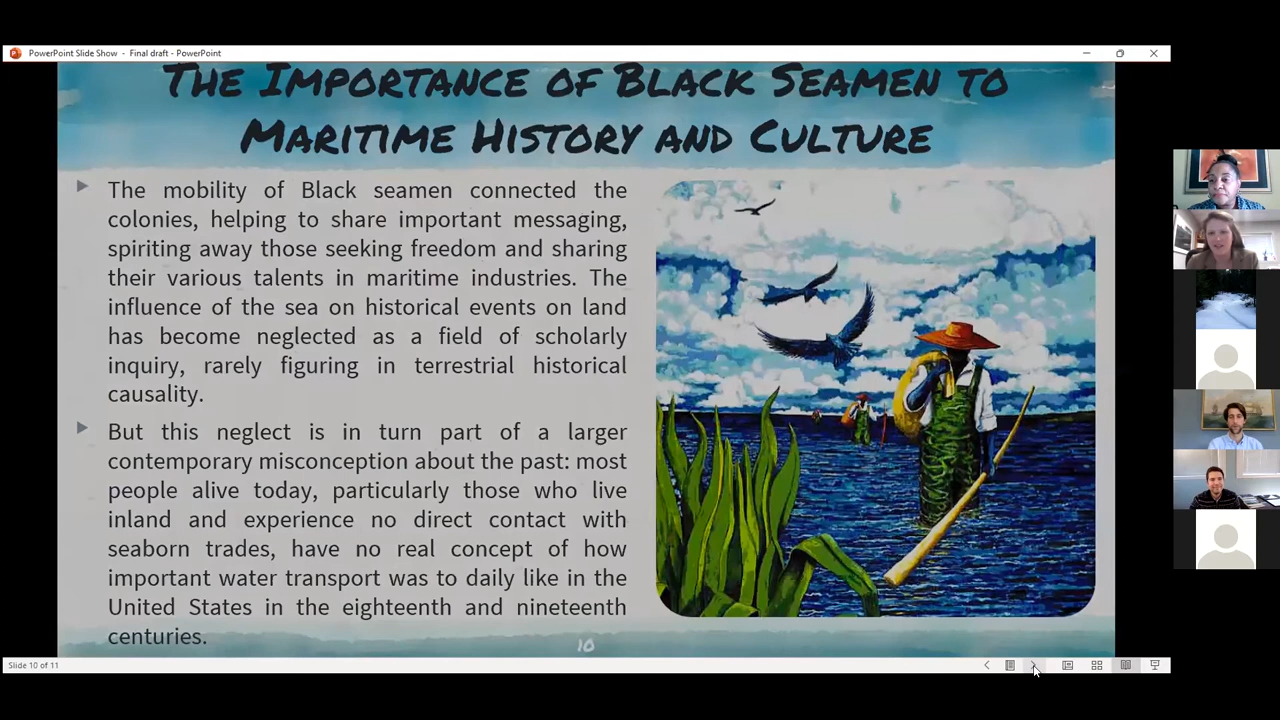 PowerPoint Slide Show - Final draft - PowerPoint
The Importance of Black Seamen to
Maritime History and Culture
The mobility of Black seamen connected the
colonies, helping to share important messaging,
spiriting away those seeking freedom and sharing
their various talents in maritime industries. The
influence of the sea on historical events on land
has become neglected as a field of scholarly
inquiry, rarely figuring in terrestrial historical
causality.
But this neglect is in turn part of a larger
contemporary misconception about the past: most
people alive today, particularly those who live
inland and experience no direct contact with
seaborn trades, have no real concept of how
important water transport was to daily like in the
United States in the eighteenth and nineteenth
centuries.
10
Slide 10 of 11